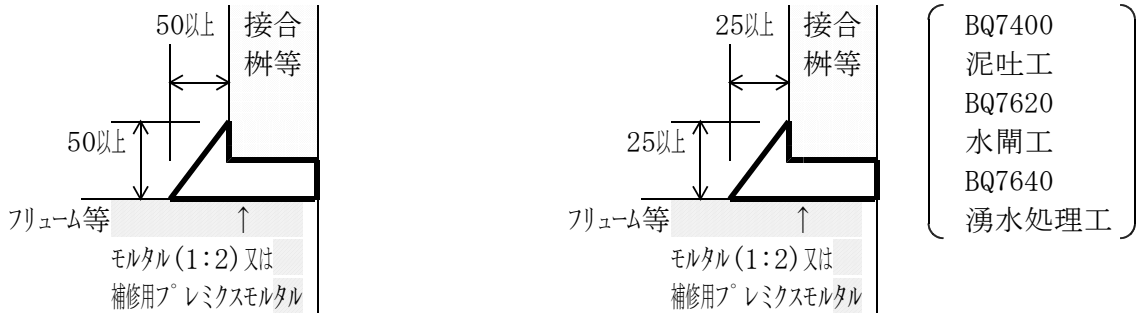 50以上
接合
桝等
50以上
フリューム等
↑
モルタル(1:2)又は
補修用プレミクスモルタル
25以上
接合
桝等
25以上
フリューム等
↑
モルタル(1:2)又は
補修用プレミクスモルタル
BQ7400
泥吐工
BQ7620
水閘工
BQ7640
湧水処理工